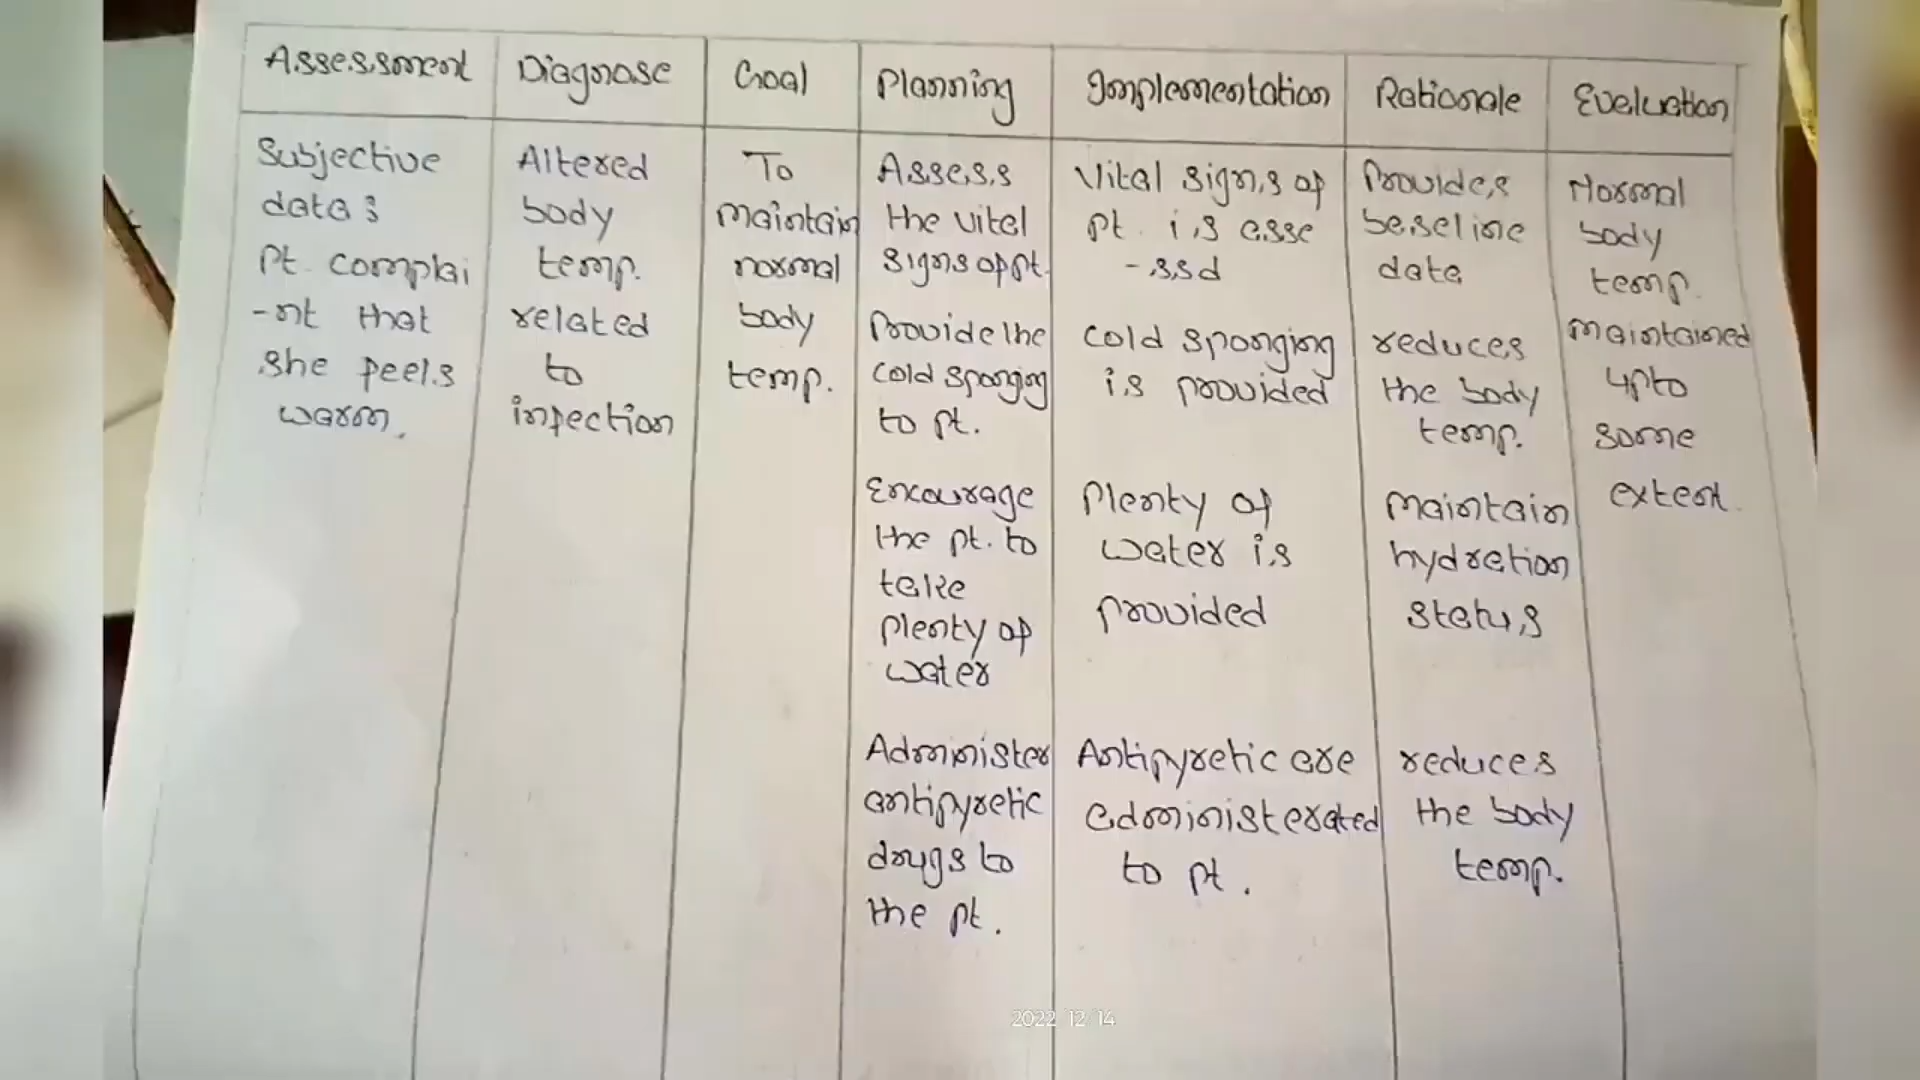 Assessment
Diagnose
Goal
Planning
Implementation
Rationale
Evaluation
Subjective
data:
Pt. complai
-nt that
she feels
warm.
Altered
body
temp.
related
to
infection
To
maintain
normal
body
temp.
Assess
the vital
signs of pt.
Provide the
cold sponging
to pt.
Encourage
the pt. to
take
plenty of
water
Administer
antipyretic
drugs to
the pt.
Vital signs of
pt. is asse
-ssd
cold sponging
is provided
Plenty of
water is
provided
Antipyretic are
administerated
to pt.
Provides
baseline
data
reduces
the body
temp.
Maintain
hydration
status
reduces
the body
temp.
Normal
body
temp.
maintained
upto
some
extent.
2022 12 14